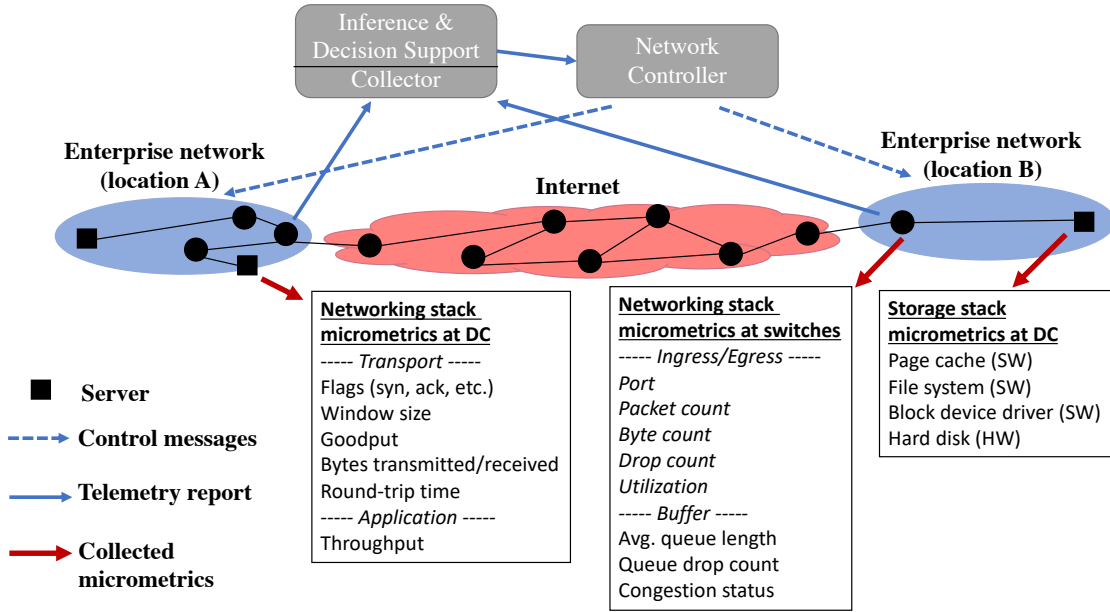 Inference &
Decision Support
Collector
Network
Controller
Enterprise network
(location A)
Internet
Enterprise network
(location B)
Networking stack
micrometrics at DC
----- Transport -----
Flags (syn, ack, etc.)
Window size
Goodput
Bytes transmitted/received
Round-trip time
----- Application -----
Throughput
Networking stack
micrometrics at switches
----- Ingress/Egress -----
Port
Packet count
Byte count
Drop count
Utilization
----- Buffer -----
Avg. queue length
Queue drop count
Congestion status
Storage stack
micrometrics at DC
Page cache (SW)
File system (SW)
Block device driver (SW)
Hard disk (HW)
Server
Control messages
Telemetry report
Collected
micrometrics